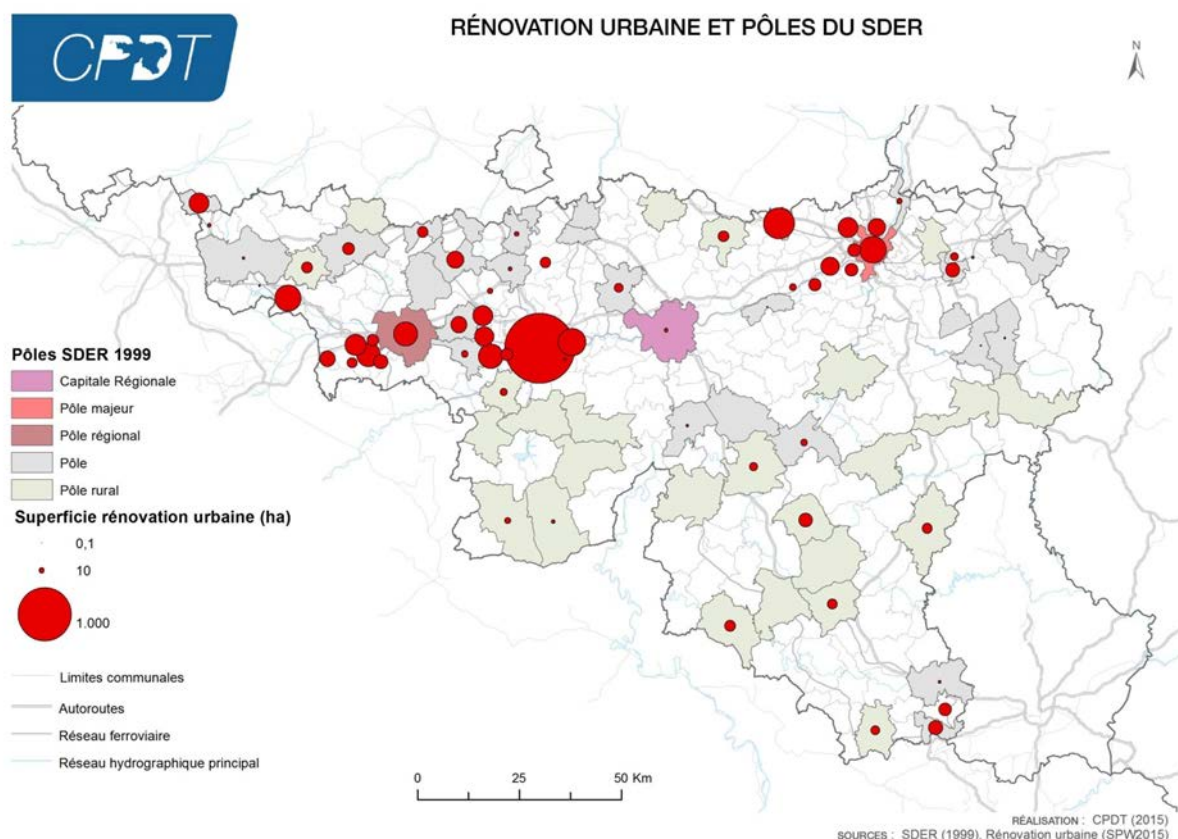 CPDT
RÉNOVATION URBAINE ET PÔLES DU SDER
N
Pôles SDER 1999
Capitale Régionale
Pôle majeur
Pôle régional
Pôle
Pôle rural
Superficie rénovation urbaine (ha)
0,1
10
1.000
Limites communales
Autoroutes
Réseau ferroviaire
Réseau hydrographique principal
0 25 50 Km
RÉALISATION : CPDT (2015)
SOURCES : SDER (1999), Rénovation urbaine (SPW2015)